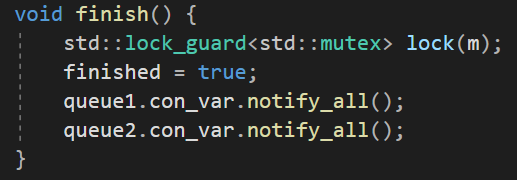 void finish() {
    std::lock_guard<std::mutex> lock(m);
    finished = true;
    queue1.con_var.notify_all();
    queue2.con_var.notify_all();
}